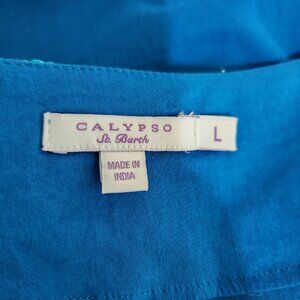 CALYPSO
St. Barth
L
MADE IN
INDIA